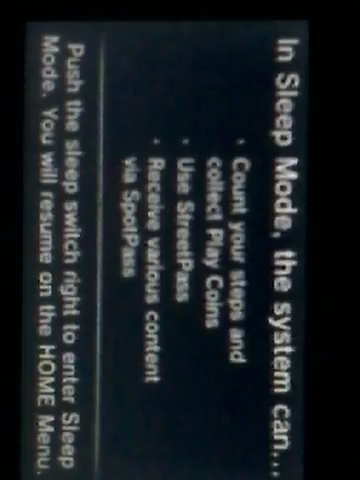 In Sleep Mode, the system can...
· Count your steps and
collect Play Coins
· Use StreetPass
· Receive various content
via SpotPass
Push the sleep switch right to enter Sleep
Mode. You will resume on the HOME Menu.